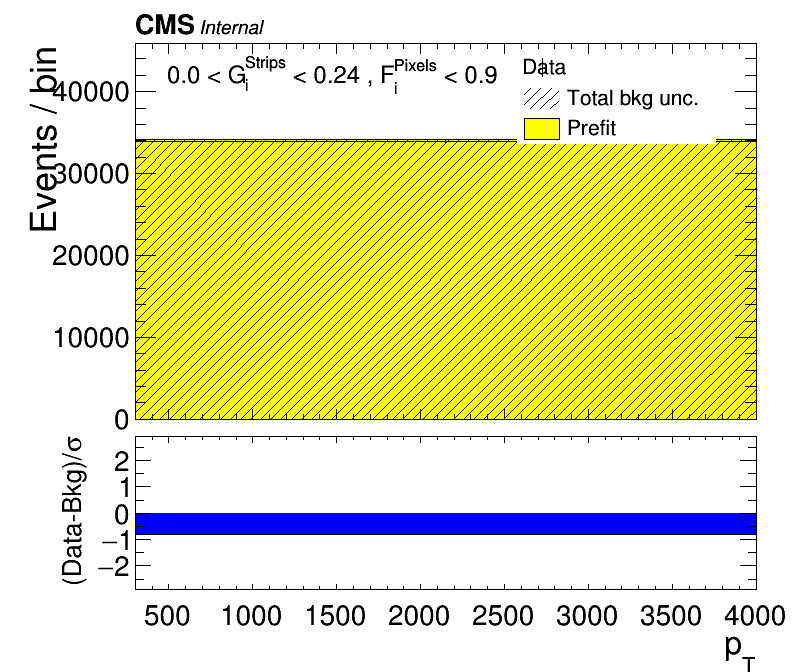 CMS Internal
0.0 < G_i^Strips < 0.24 , F_i^Pixels < 0.9
Data
Total bkg unc.
Prefit
Events / bin
40000
30000
20000
10000
0
(Data-Bkg)/σ
2
1
0
−1
−2
500 1000 1500 2000 2500 3000 3500 4000
p_T